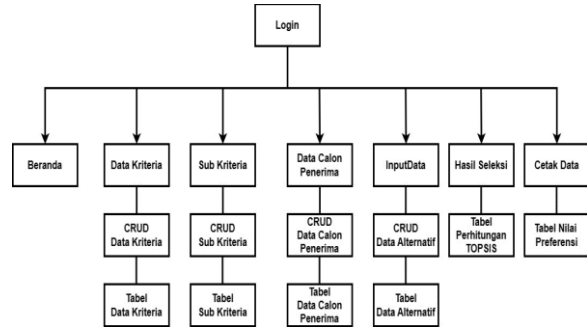 Login
Beranda
Data Kriteria
Sub Kriteria
Data Calon
Penerima
InputData
Hasil Seleksi
Cetak Data
CRUD
Data Kriteria
CRUD
Sub Kriteria
CRUD
Data Calon
Penerima
CRUD
Data Alternatif
Tabel
Perhitungan
TOPSIS
Tabel Nilai
Preferensi
Tabel
Data Kriteria
Tabel
Sub Kriteria
Tabel
Data Calon
Penerima
Tabel
Data Alternatif